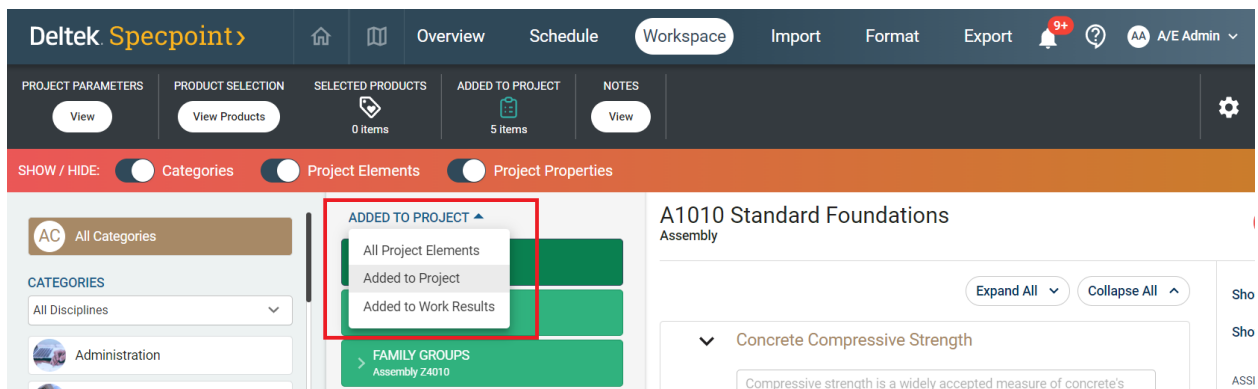 Deltek. Specpoint>
Overview Schedule Workspace Import Format Export 9+ AA A/E Admin
PROJECT PARAMETERS PRODUCT SELECTION SELECTED PRODUCTS ADDED TO PROJECT NOTES
View View Products 0 items 5 items View
SHOW / HIDE: Categories Project Elements Project Properties
AC All Categories
CATEGORIES
All Disciplines
Administration
ADDED TO PROJECT
All Project Elements
Added to Project
Added to Work Results
FAMILY GROUPS
Assembly Z4010
A1010 Standard Foundations
Assembly
Expand All Collapse All
Concrete Compressive Strength
Compressive strength is a widely accepted measure of concrete's
Sho
Sho